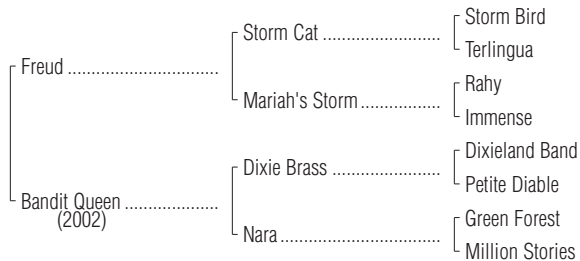 Storm Bird
Storm Cat ........................
Terlingua
Freud ...............................
Rahy
Mariah's Storm ................
Immense
Dixieland Band
Dixie Brass ......................
Petite Diable
Bandit Queen ...................
(2002)
Green Forest
Nara ................................
Million Stories